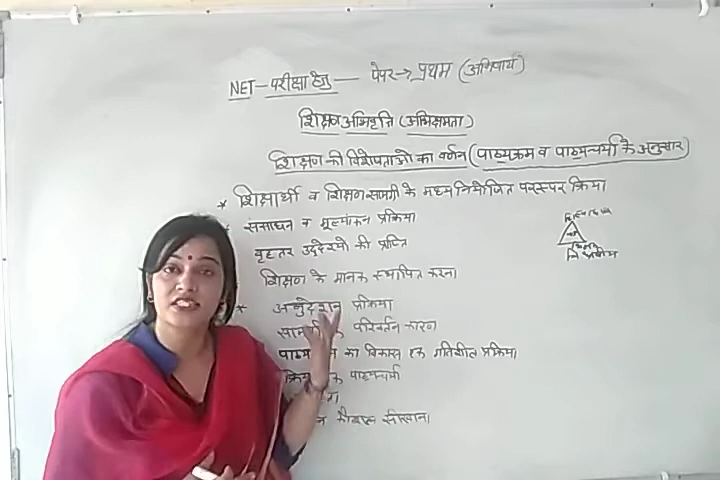 NET - परीक्षा हेतु — पेपर → प्रथम (अनिवार्य)
शिक्षण अभिवृत्ति (अभिक्षमता)
शिक्षण की विशेषताओं का वर्णन (पाठ्यक्रम व पाठ्यचर्या के अनुसार)
* शिक्षार्थी व शिक्षण सामग्री के मध्य नियोजित परस्पर क्रिया
संसाधन व मूल्यांकन प्रक्रिया
वृहत्तर उद्देश्यों की प्राप्ति
शिक्षण के मानक स्थापित करना
* अनुदेशन प्रक्रिया
परिवर्तन कारण
का विकास एक गतिशील प्रक्रिया
पाठ्यचर्या
कौशल सीखाना